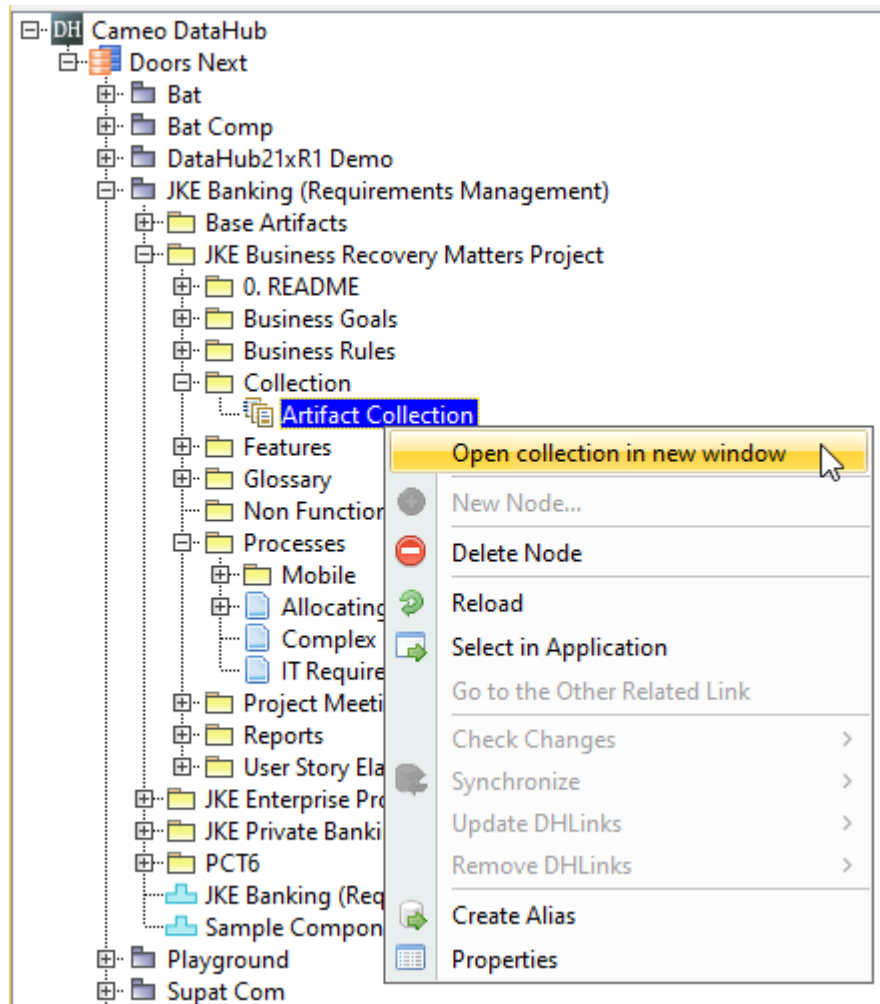 DH Cameo DataHub
Doors Next
Bat
Bat Comp
DataHub21xR1 Demo
JKE Banking (Requirements Management)
Base Artifacts
JKE Business Recovery Matters Project
0. README
Business Goals
Business Rules
Collection
Artifact Collection
Features
Glossary
Non Function
Processes
Mobile
Allocating
Complex
IT Require
Project Meeti
Reports
User Story Ela
JKE Enterprise Pro
JKE Private Banki
PCT6
JKE Banking (Req
Sample Compon
Playground
Supat Com
Open collection in new window
New Node...
Delete Node
Reload
Select in Application
Go to the Other Related Link
Check Changes
Synchronize
Update DHLinks
Remove DHLinks
Create Alias
Properties